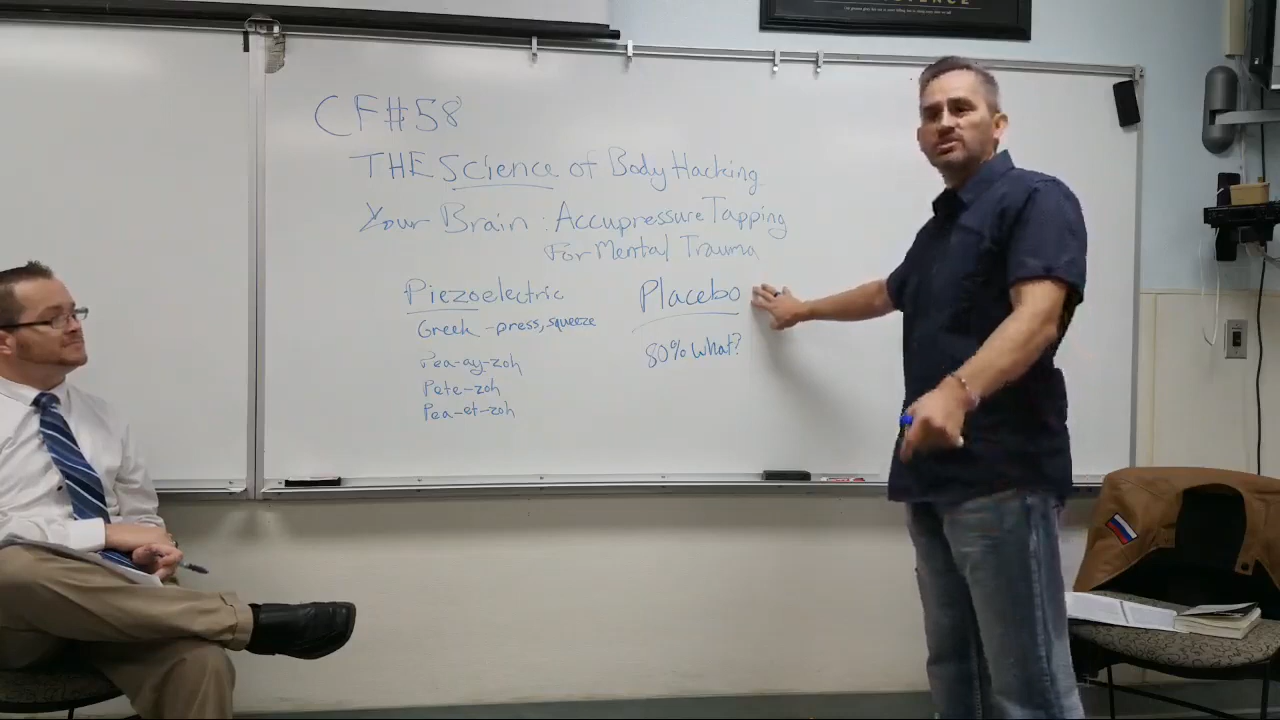 CF#58
THE Science of Body Hacking
Your Brain: Accupressure Tapping
For Mental Trauma
Piezoelectric
Greek - press, squeeze
Pea-ay-zoh
Pete-zoh
Pea-et-zoh
Placebo
80% what?